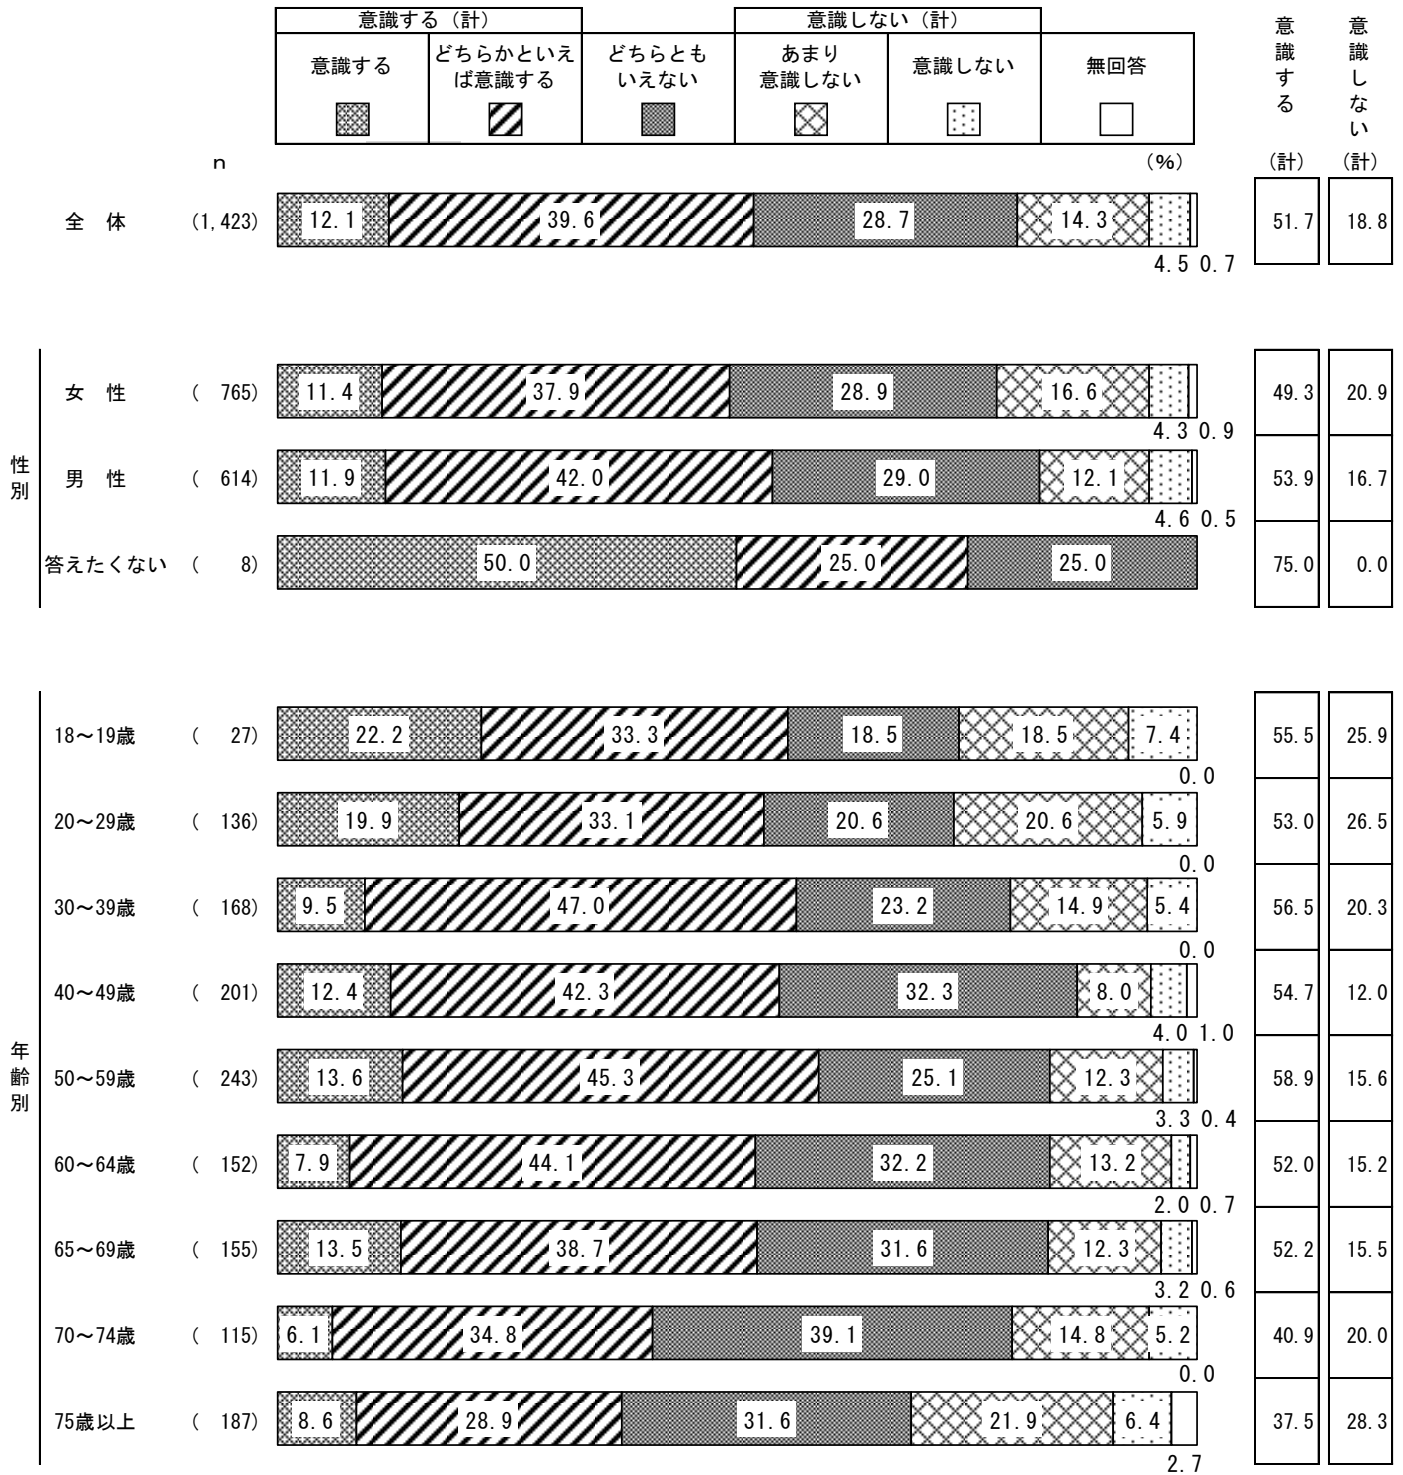 意識する（計） 意識しない（計）
意識する どちらかといえば意識する どちらともいえない あまり意識しない 意識しない 無回答
意識する（計） 意識しない（計）
n (%)
全 体 (1,423) 12.1 39.6 28.7 14.3 51.7 18.8
4.5 0.7
性別
女 性 ( 765) 11.4 37.9 28.9 16.6 49.3 20.9
4.3 0.9
男 性 ( 614) 11.9 42.0 29.0 12.1 53.9 16.7
4.6 0.5
答えたくない ( 8) 50.0 25.0 25.0 75.0 0.0
年齢別
18～19歳 ( 27) 22.2 33.3 18.5 18.5 7.4 55.5 25.9
0.0
20～29歳 ( 136) 19.9 33.1 20.6 20.6 5.9 53.0 26.5
0.0
30～39歳 ( 168) 9.5 47.0 23.2 14.9 5.4 56.5 20.3
0.0
40～49歳 ( 201) 12.4 42.3 32.3 8.0 54.7 12.0
4.0 1.0
50～59歳 ( 243) 13.6 45.3 25.1 12.3 58.9 15.6
3.3 0.4
60～64歳 ( 152) 7.9 44.1 32.2 13.2 52.0 15.2
2.0 0.7
65～69歳 ( 155) 13.5 38.7 31.6 12.3 52.2 15.5
3.2 0.6
70～74歳 ( 115) 6.1 34.8 39.1 14.8 5.2 40.9 20.0
0.0
75歳以上 ( 187) 8.6 28.9 31.6 21.9 6.4 37.5 28.3
2.7